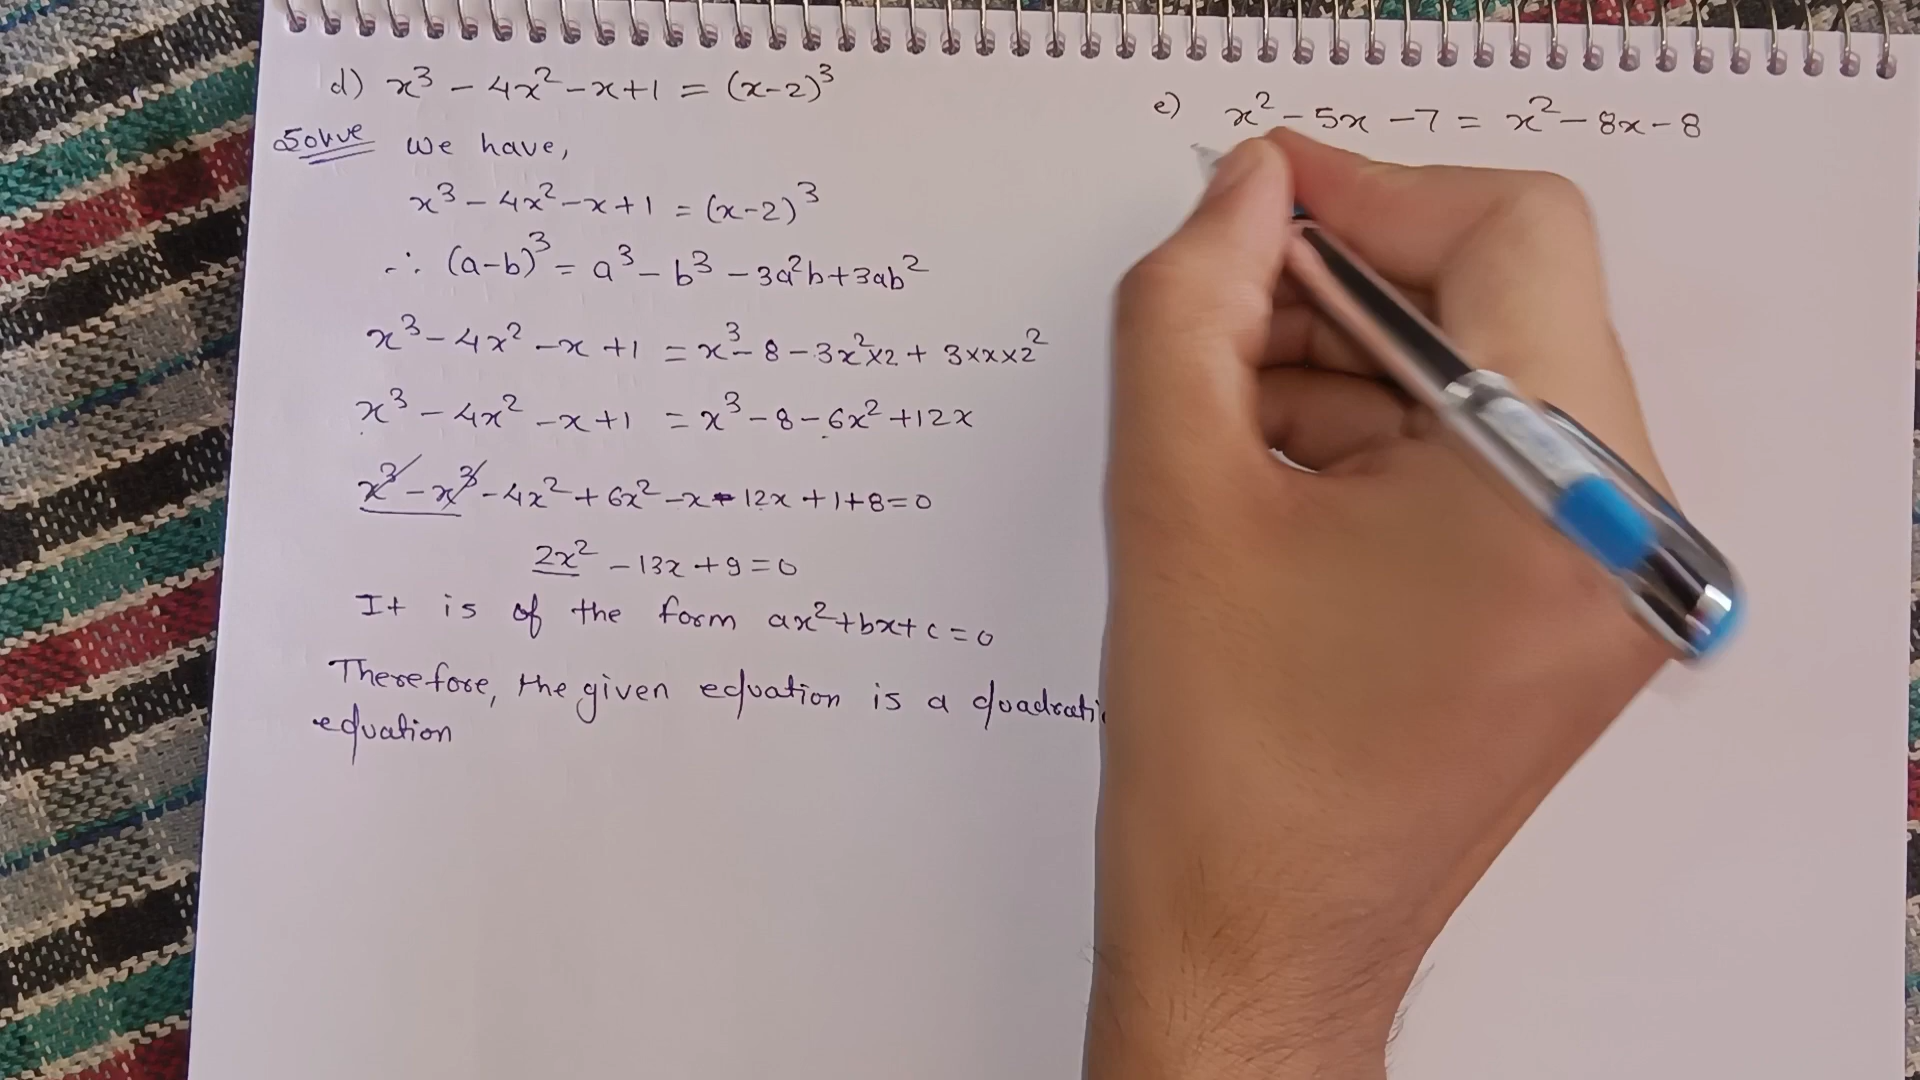 d) x³ - 4x² - x + 1 = (x-2)³
Solve We have,
x³ - 4x² - x + 1 = (x-2)³
∴ (a-b)³ = a³ - b³ - 3a²b + 3ab²
x³ - 4x² - x + 1 = x³ - 8 - 3x²×2 + 3×x×2²
x³ - 4x² - x + 1 = x³ - 8 - 6x² + 12x
x³ - x³ - 4x² + 6x² - x - 12x + 1 + 8 = 0
2x² - 13x + 9 = 0
It is of the form ax² + bx + c = 0
Therefore, the given equation is a quadratic
equation
e) x² - 5x - 7 = x² - 8x - 8